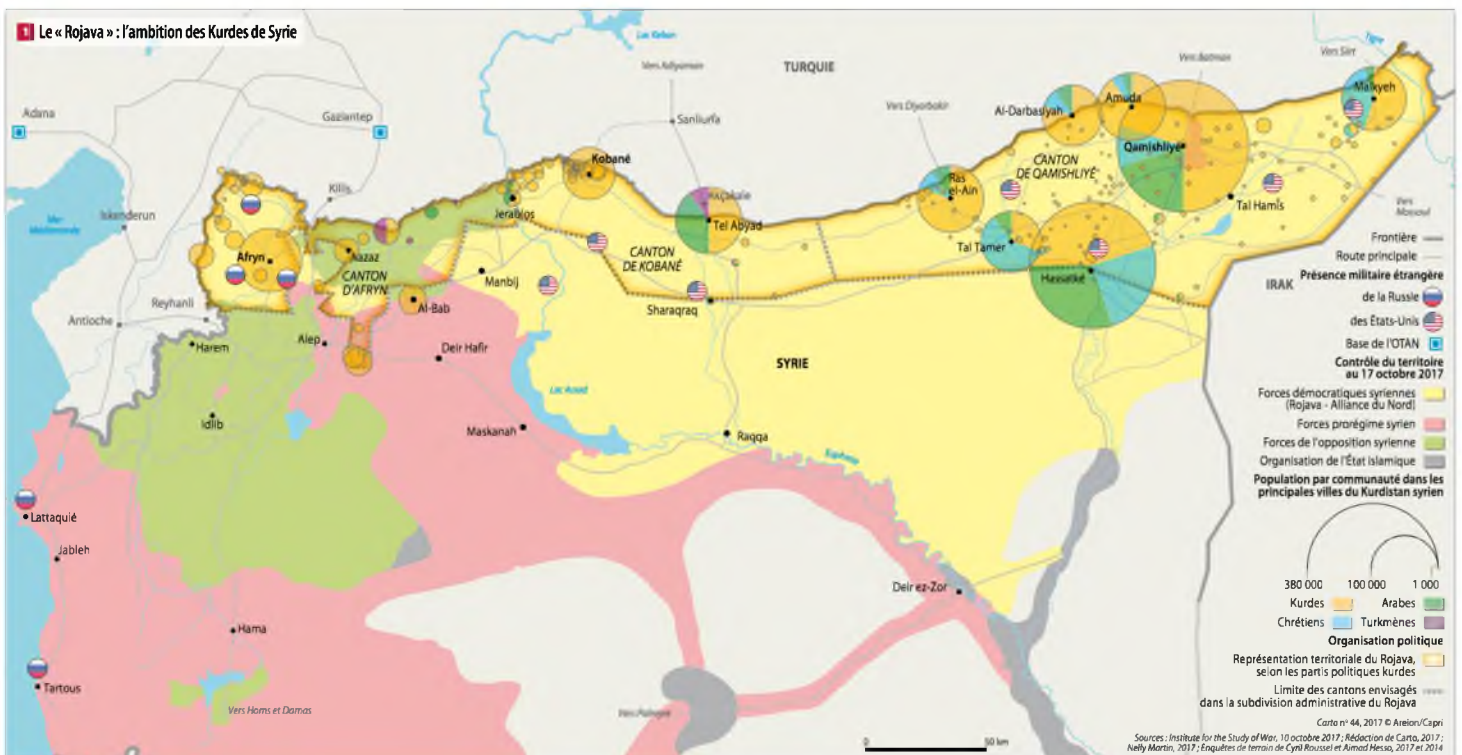 1 Le « Rojava » : l'ambition des Kurdes de Syrie
Lac Keban
Vers Adıyaman
TURQUIE
Vers Batman
Vers Siirt
Tigre
Adana
Gaziantep
Sanliurfa
Vers Diyarbakir
Al-Darbasiyah
Amuda
Malkyeh
Kobané
Qamishliyé
CANTON
DE QAMISHLIYÉ
Kilis
Ras
el-Ain
Akçakale
Iskenderun
Mer
Méditerranée
Jerablos
Tel Abyad
Tal Hamis
Vers
Mossoul
Afryn
Aazaz
CANTON
D'AFRYN
CANTON
DE KOBANÉ
Tal Tamer
Hassatké
Manbij
Reyhanli
Al-Bab
Sharaqraq
IRAK
Antioche
Harem
Alep
Deir Hafir
SYRIE
Lac Assad
Idlib
Maskanah
Raqqa
Euphrate
Lattaquié
Jableh
Deir ez-Zor
Hama
Tartous
Vers Homs et Damas
Vers Palmyre
0 50 km
Frontière
Route principale
Présence militaire étrangère
de la Russie
des États-Unis
Base de l'OTAN
Contrôle du territoire
au 17 octobre 2017
Forces démocratiques syriennes
(Rojava - Alliance du Nord)
Forces prorégime syrien
Forces de l'opposition syrienne
Organisation de l'État islamique
Population par communauté dans les
principales villes du Kurdistan syrien
380 000 100 000 1 000
Kurdes Arabes
Chrétiens Turkmènes
Organisation politique
Représentation territoriale du Rojava,
selon les partis politiques kurdes
Limite des cantons envisagés
dans la subdivision administrative du Rojava
Carto n° 44, 2017 © Areion/Capri
Sources : Institute for the Study of War, 10 octobre 2017 ; Rédaction de Carto, 2017 ;
Nelly Martin, 2017 ; Enquêtes de terrain de Cyril Roussel et Aimad Hesso, 2017 et 2014